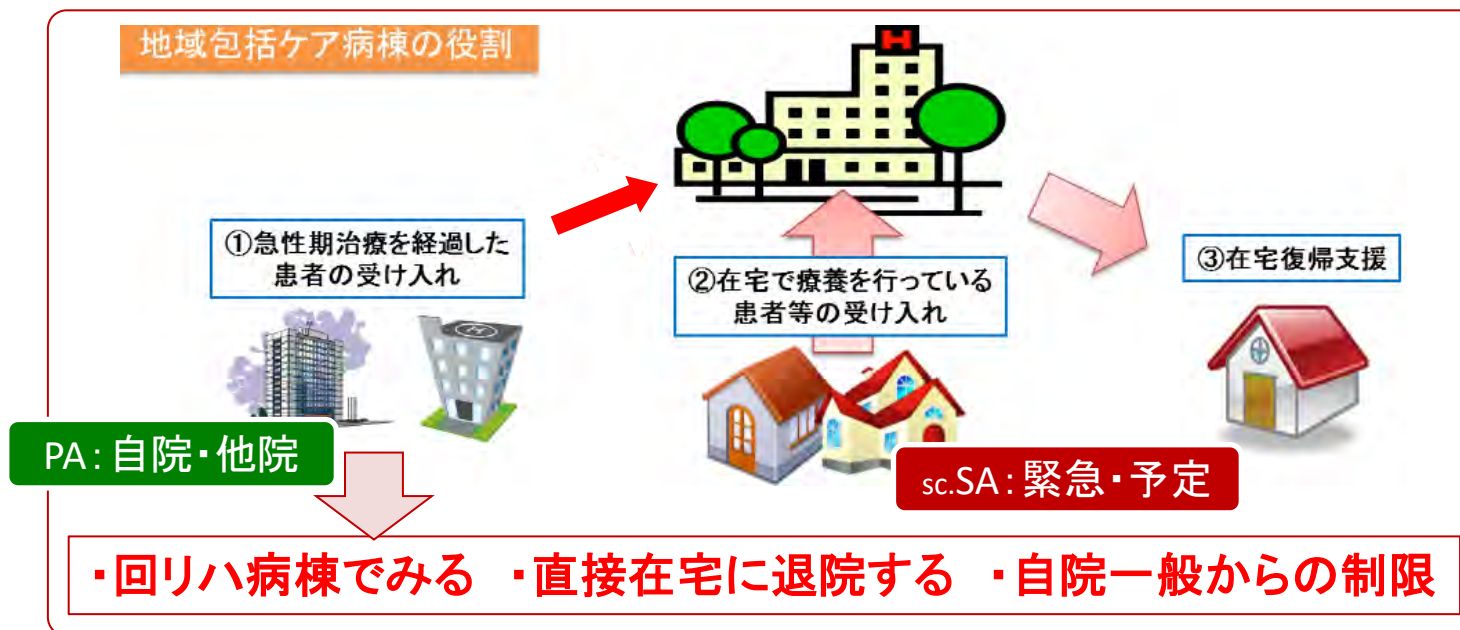 地域包括ケア病棟の役割
H
①急性期治療を経過した
患者の受け入れ
②在宅で療養を行っている
患者等の受け入れ
③在宅復帰支援
H
PA:自院・他院
sc.SA:緊急・予定
・回リハ病棟でみる ・直接在宅に退院する ・自院一般からの制限